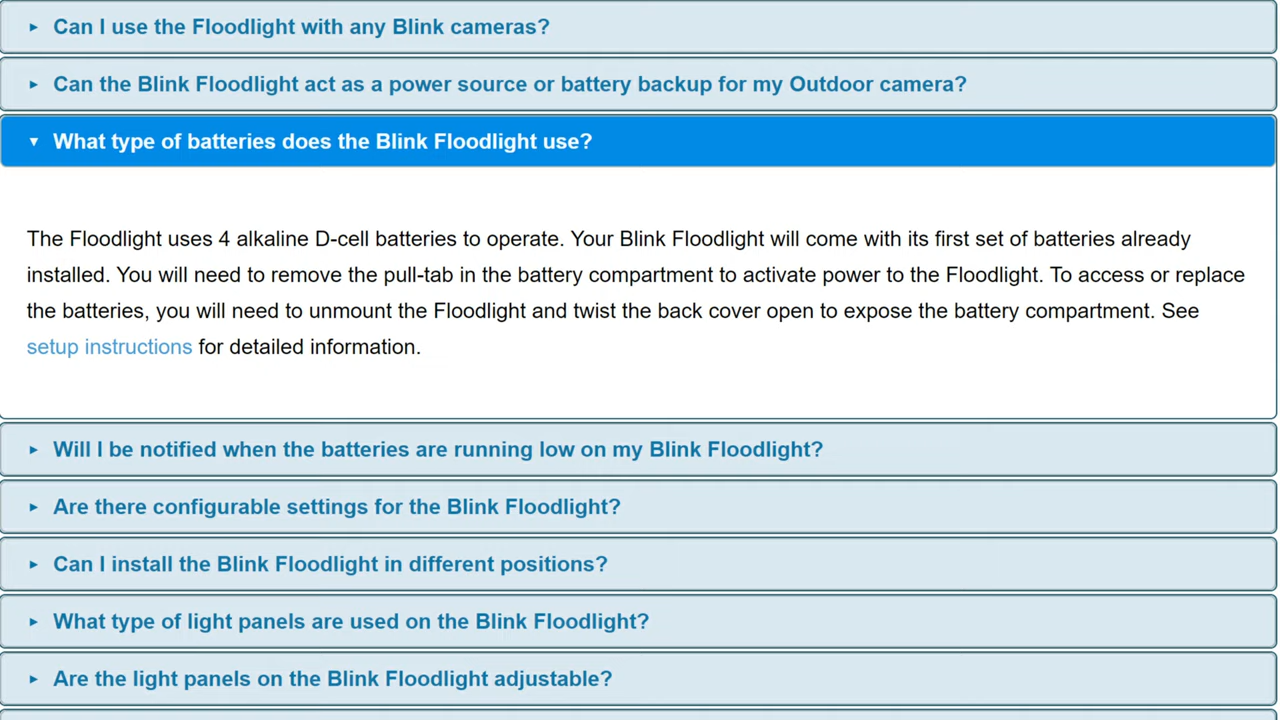 Can I use the Floodlight with any Blink cameras?
Can the Blink Floodlight act as a power source or battery backup for my Outdoor camera?
What type of batteries does the Blink Floodlight use?
The Floodlight uses 4 alkaline D-cell batteries to operate. Your Blink Floodlight will come with its first set of batteries already
installed. You will need to remove the pull-tab in the battery compartment to activate power to the Floodlight. To access or replace
the batteries, you will need to unmount the Floodlight and twist the back cover open to expose the battery compartment. See
setup instructions for detailed information.
Will I be notified when the batteries are running low on my Blink Floodlight?
Are there configurable settings for the Blink Floodlight?
Can I install the Blink Floodlight in different positions?
What type of light panels are used on the Blink Floodlight?
Are the light panels on the Blink Floodlight adjustable?